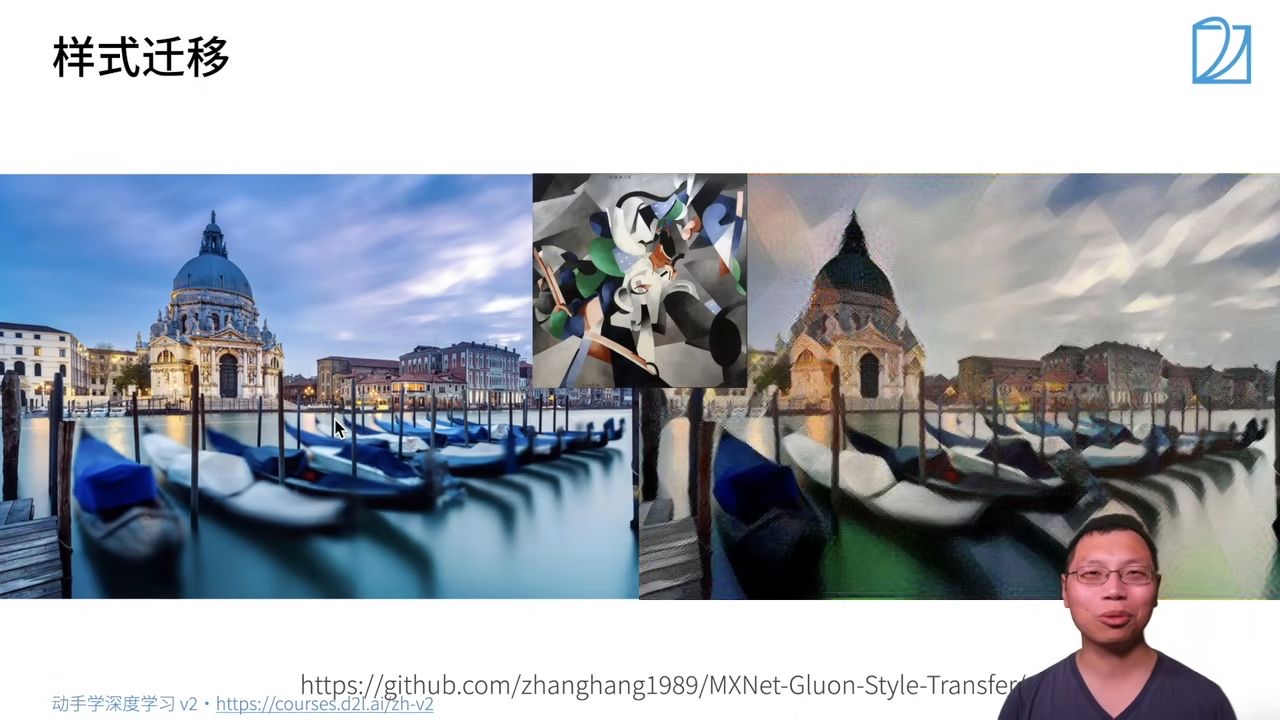 样式迁移
https://github.com/zhanghang1989/MXNet-Gluon-Style-Transfer/
动手学深度学习 v2 • https://courses.d2l.ai/zh-v2